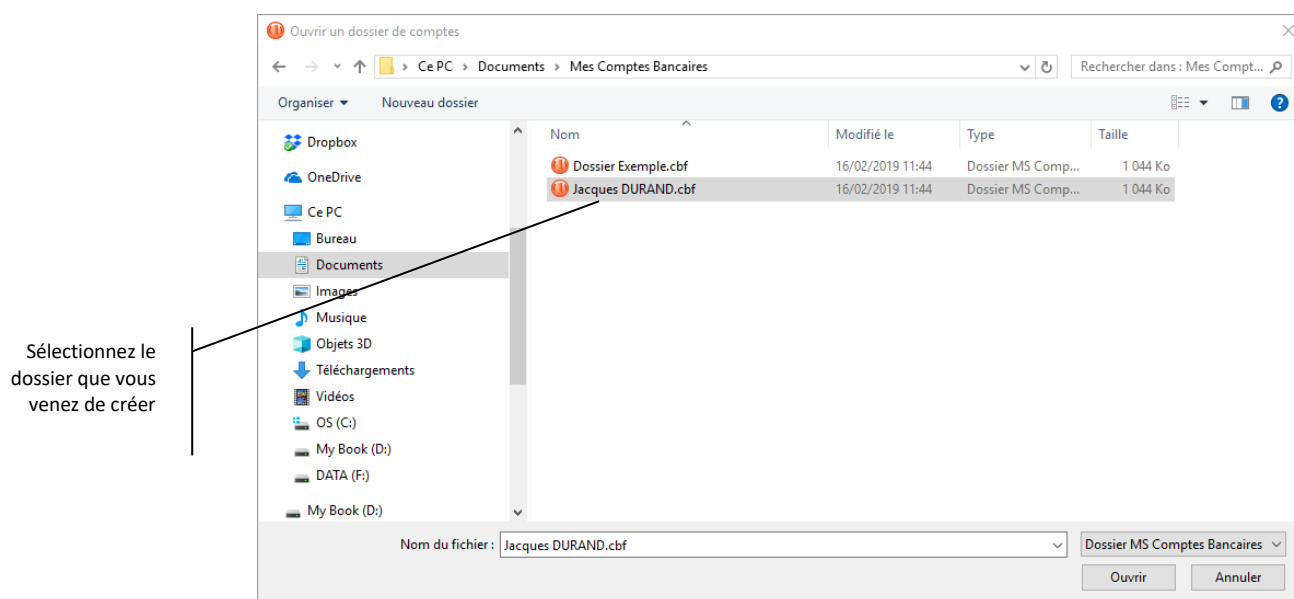 Ouvrir un dossier de comptes
Ce PC > Documents > Mes Comptes Bancaires
Rechercher dans : Mes Compt...
Organiser
Nouveau dossier
Dropbox
OneDrive
Ce PC
Bureau
Documents
Images
Musique
Objets 3D
Téléchargements
Vidéos
OS (C:)
My Book (D:)
DATA (F:)
My Book (D:)
Nom Modifié le Type Taille
Dossier Exemple.cbf 16/02/2019 11:44 Dossier MS Comp... 1 044 Ko
Jacques DURAND.cbf 16/02/2019 11:44 Dossier MS Comp... 1 044 Ko
Sélectionnez le
dossier que vous
venez de créer
Nom du fichier : Jacques DURAND.cbf Dossier MS Comptes Bancaires
Ouvrir Annuler